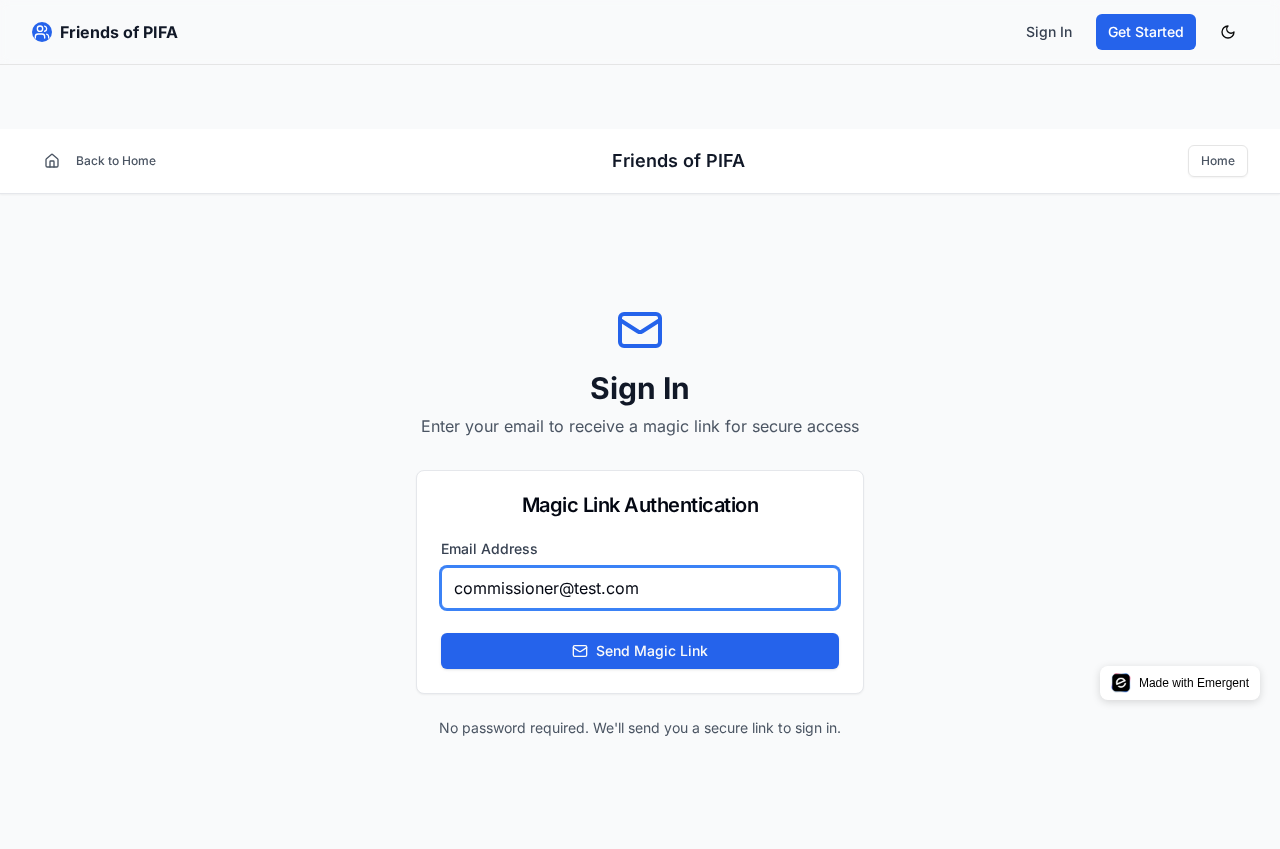 Friends of PIFA
Sign In
Get Started
Back to Home
Friends of PIFA
Home
Sign In
Enter your email to receive a magic link for secure access
Magic Link Authentication
Email Address
commissioner@test.com
Send Magic Link
Made with Emergent
No password required. We'll send you a secure link to sign in.